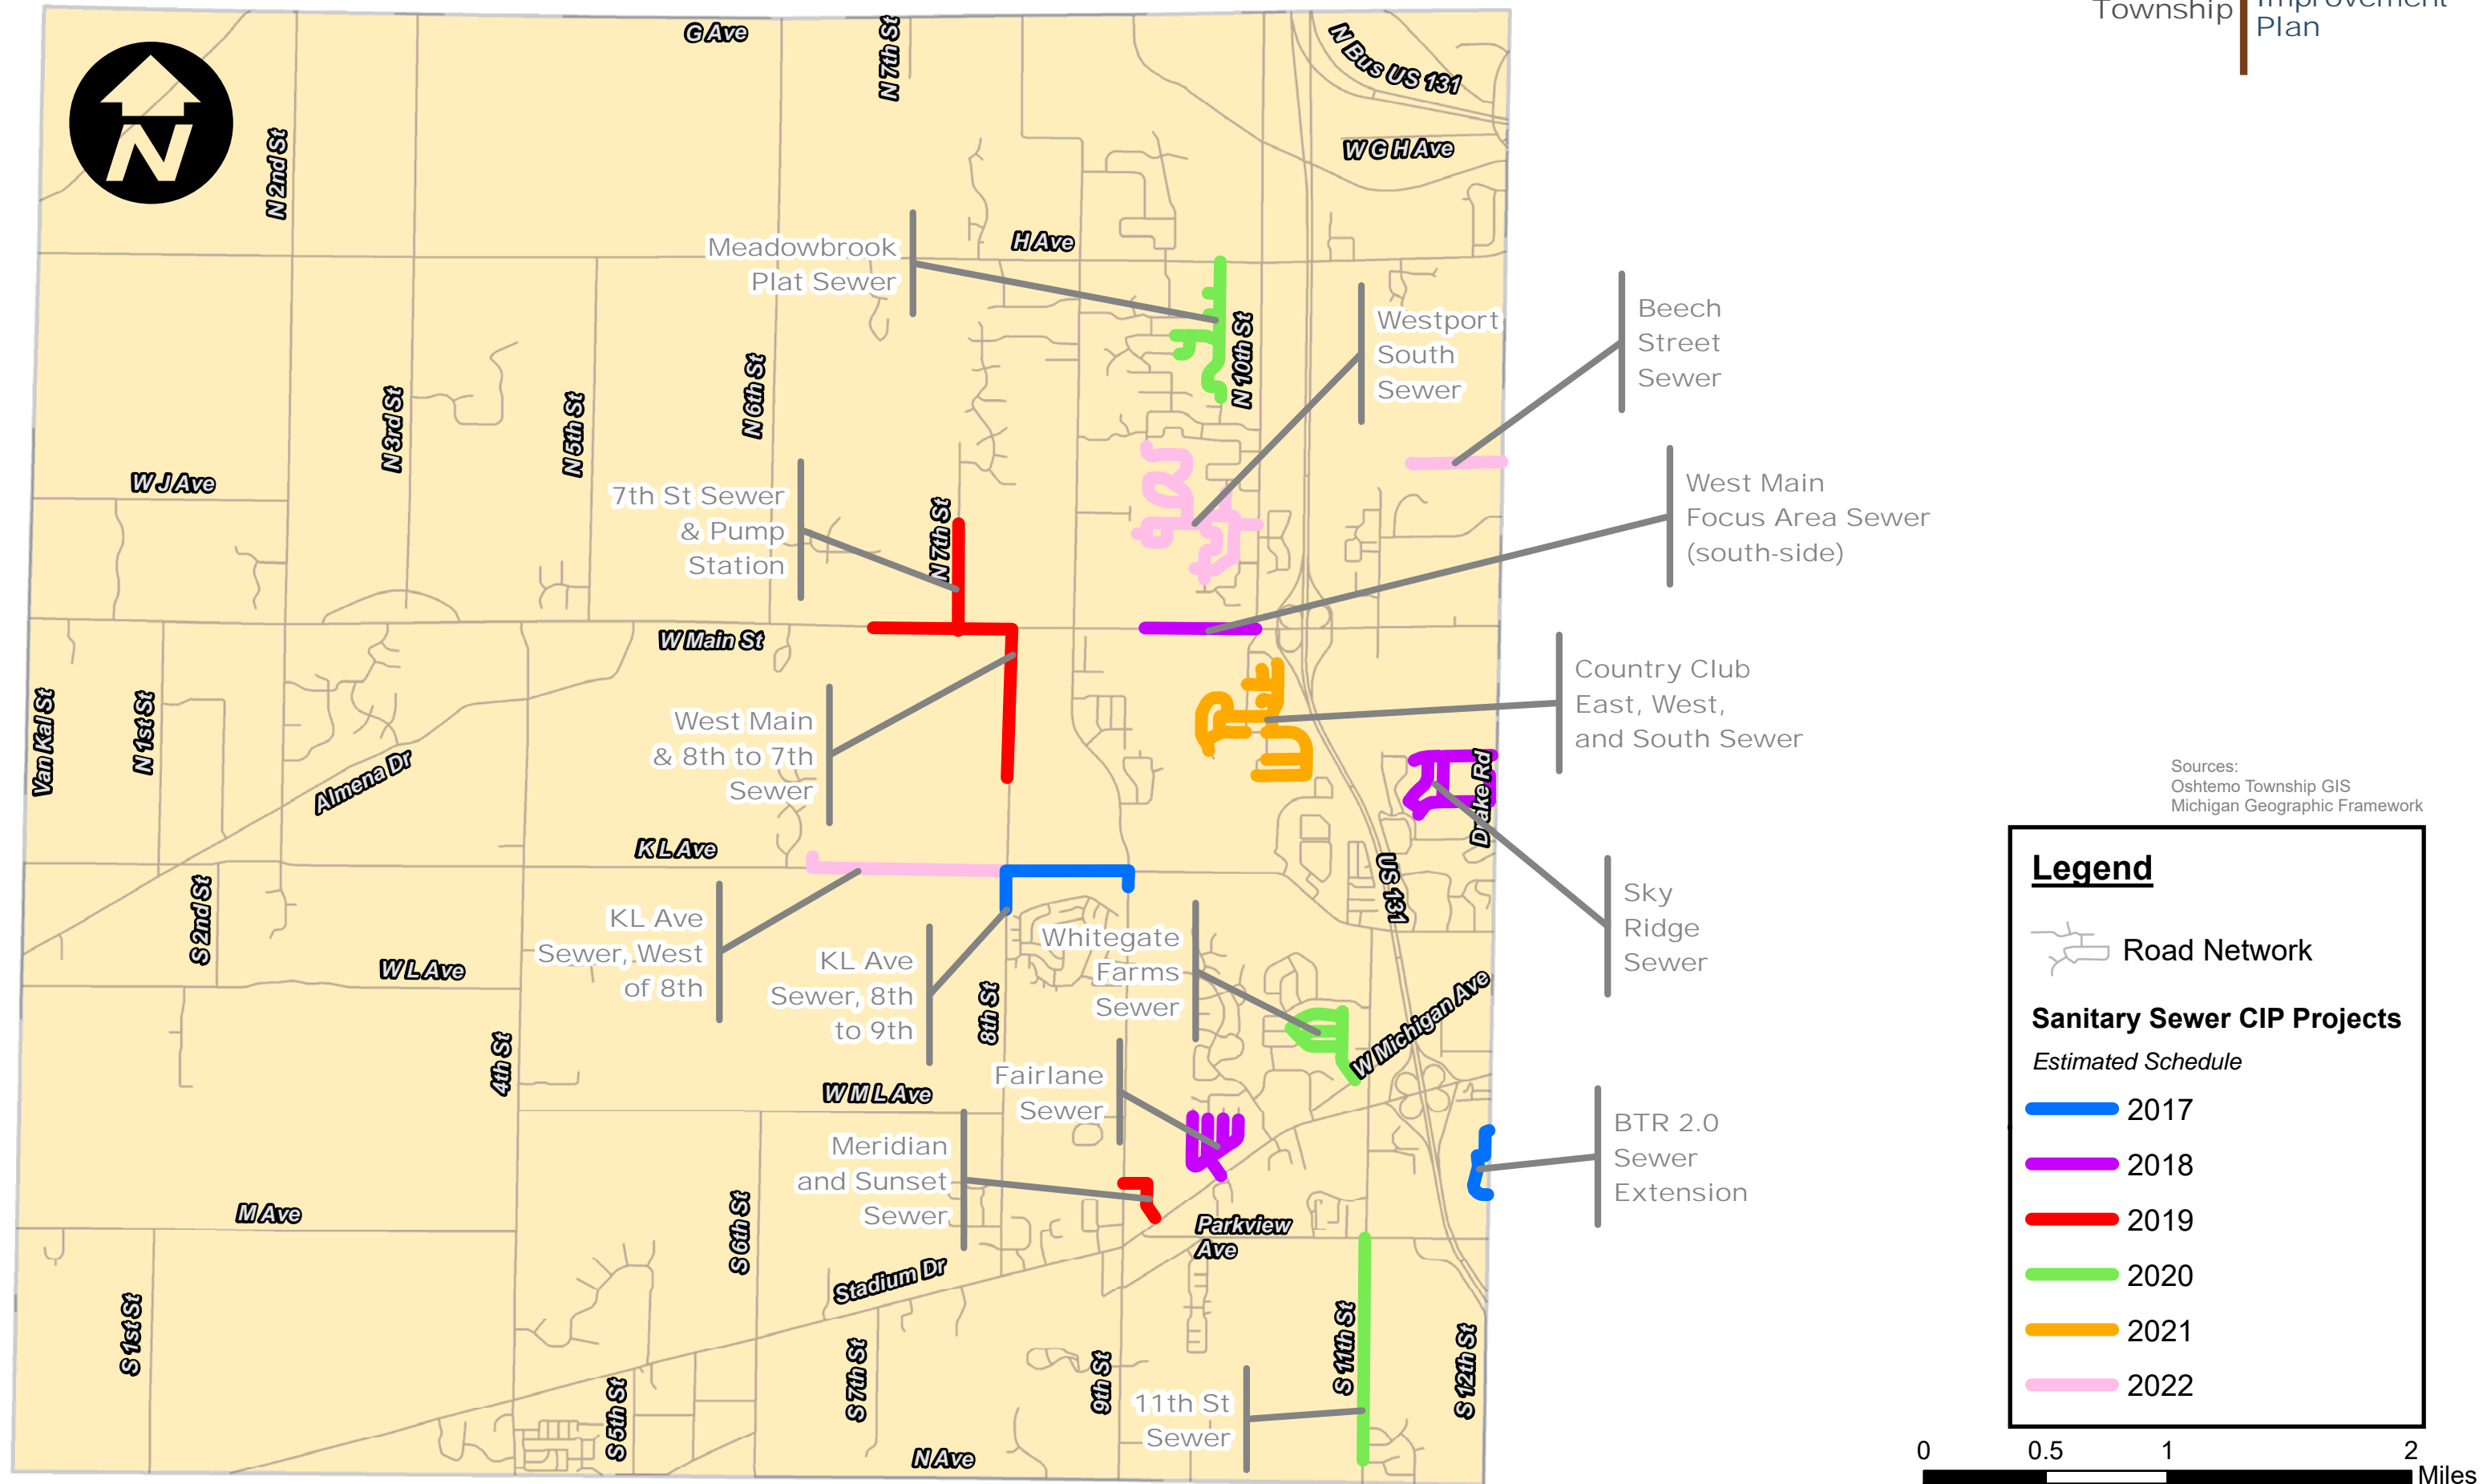 Township
Improvement
Plan
G Ave
N 7th St
N Bus US 131
W G H Ave
N 2nd St
N
H Ave
Meadowbrook
Plat Sewer
Westport
South
Sewer
Beech
Street
Sewer
N 10th St
N 3rd St
N 5th St
N 6th St
W J Ave
7th St Sewer
& Pump
Station
N 7th St
West Main
Focus Area Sewer
(south-side)
W Main St
Country Club
East, West,
and South Sewer
West Main
& 8th to 7th
Sewer
Van Kal St
N 1st St
Almena Dr
Drake Rd
Sources:
Oshtemo Township GIS
Michigan Geographic Framework
K L Ave
US 131
S 2nd St
KL Ave
Sewer, West
of 8th
KL Ave
Sewer, 8th
to 9th
Whitegate
Farms
Sewer
Sky
Ridge
Sewer
W L Ave
8th St
4th St
W Michigan Ave
W M L Ave
Fairlane
Sewer
Meridian
and Sunset
Sewer
BTR 2.0
Sewer
Extension
M Ave
S 6th St
Parkview
Ave
Stadium Dr
S 1st St
S 5th St
S 7th St
9th St
S 11th St
S 12th St
11th St
Sewer
N Ave
Legend
Road Network
Sanitary Sewer CIP Projects
Estimated Schedule
2017
2018
2019
2020
2021
2022
0 0.5 1 2
Miles